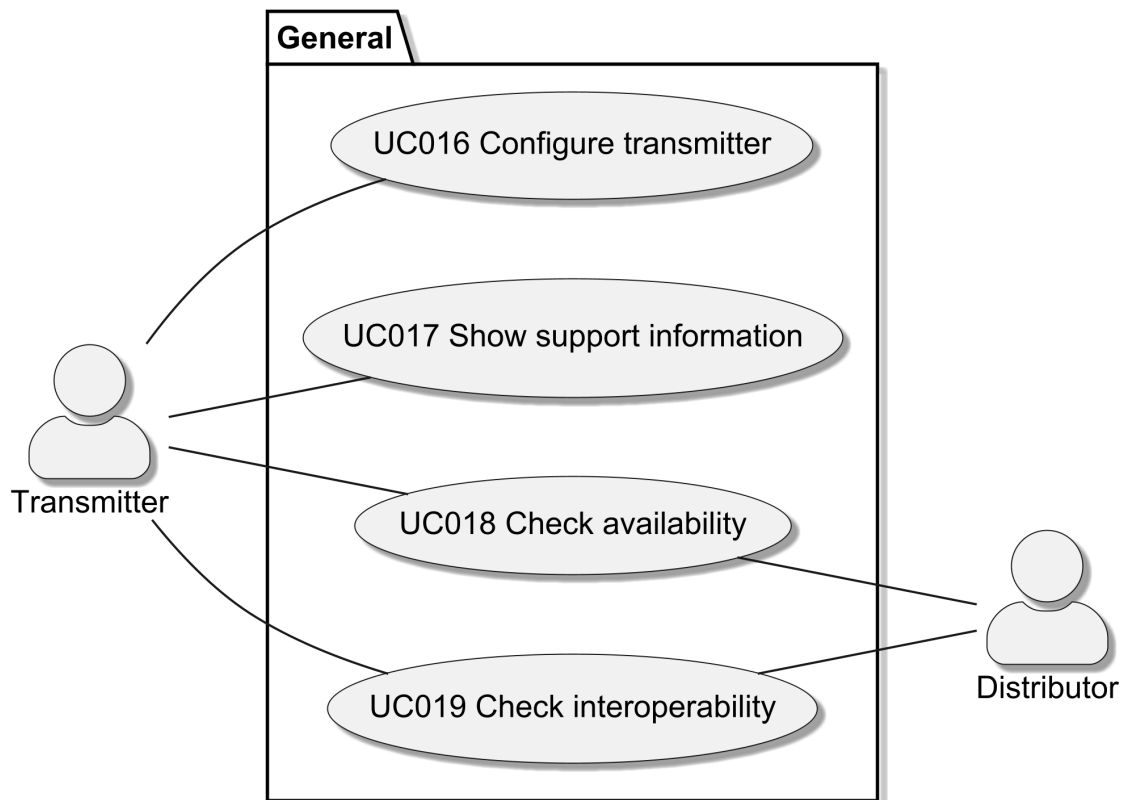 General
UC016 Configure transmitter
UC017 Show support information
Transmitter
UC018 Check availability
Distributor
UC019 Check interoperability